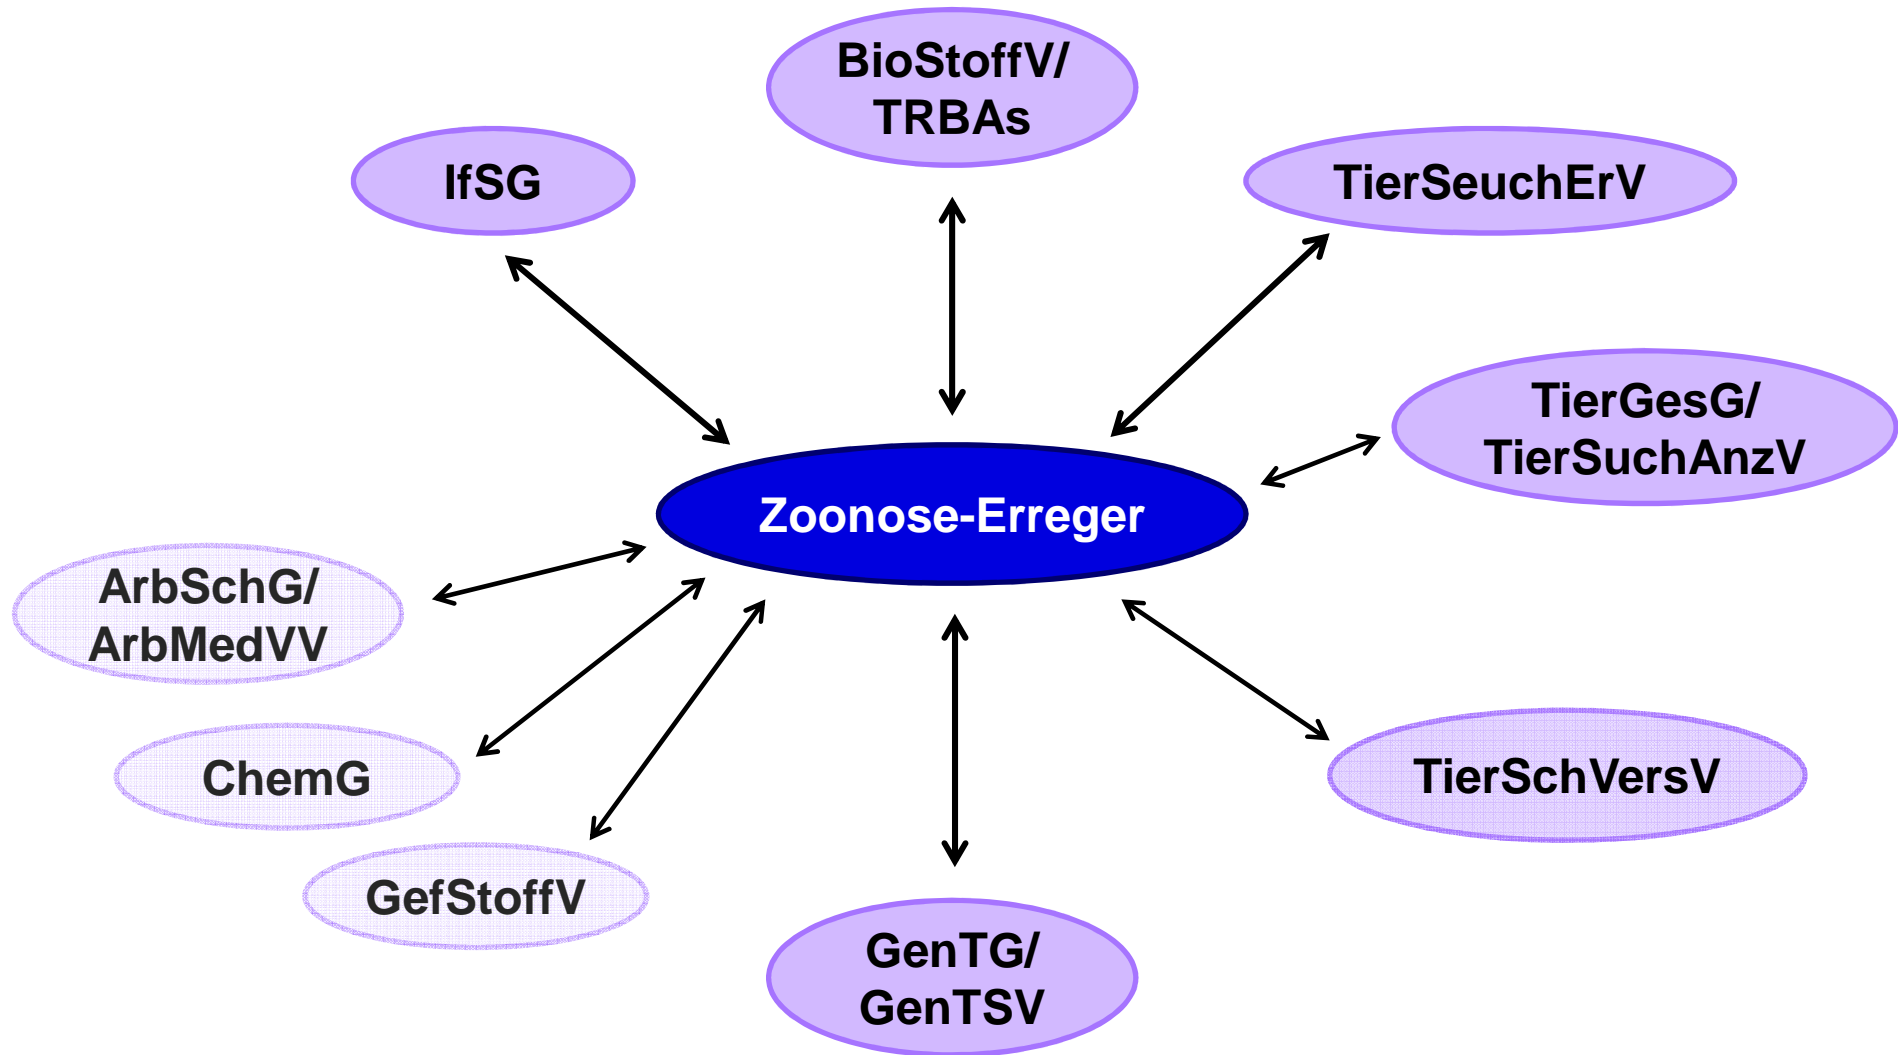 BioStoffV/
TRBAs
IfSG
TierSeuchErV
TierGesG/
TierSuchAnzV
Zoonose-Erreger
ArbSchG/
ArbMedVV
ChemG
TierSchVersV
GefStoffV
GenTG/
GenTSV